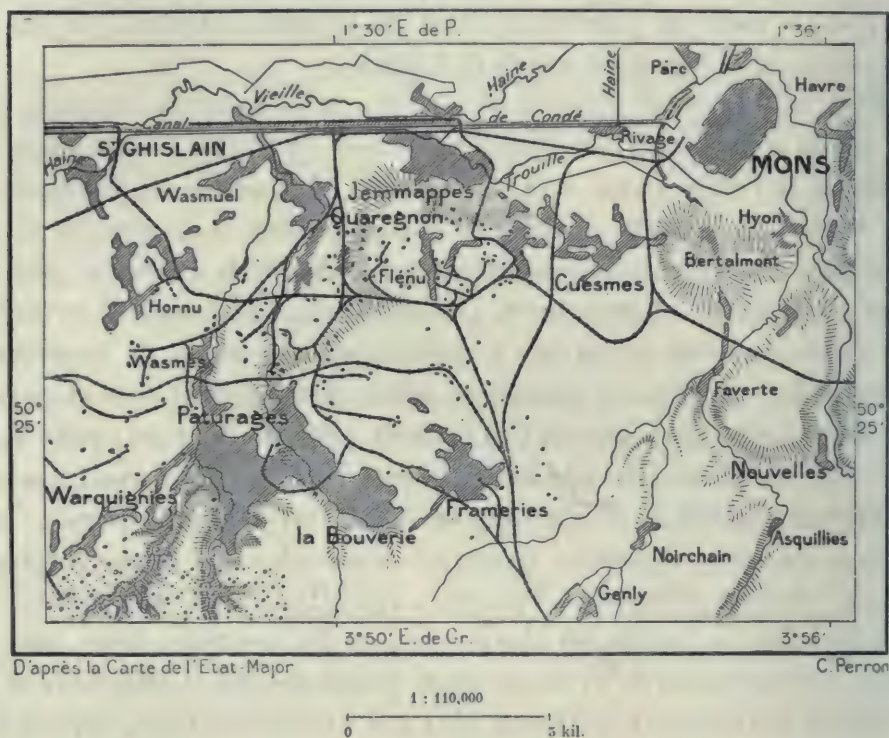 1°30' E de P.
1° 36'
Parc
Havre
Haine
Haine
Vieille
Canal
de Condé
Rivage
Haine
St GHISLAIN
Trouille
MONS
Wasmuel
Jemmappes
Quaregnon
Hyon
Bertalmont
Flénu
Cuesmes
Hornu
Wasmes
Faverte
50°
25'
50°
25'
Pâturages
Nouvelles
Warquignies
Frameries
la Bouverie
Asquillies
Noirchain
Genly
3°50' E. de Gr.
3°56'
D'après la Carte de l'Etat-Major
C. Perron
1 : 110,000
0
3 kil.